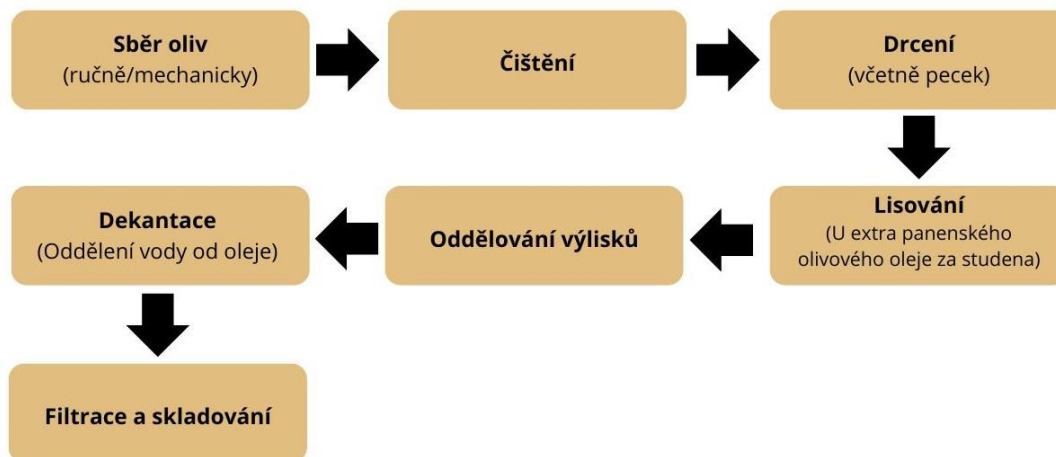 Sběr oliv
(ručně/mechanicky)
Čištění
Drcení
(včetně pecek)
Lisování
(U extra panenského
olivového oleje za studena)
Oddělování výlisků
Dekantace
(Oddělení vody od oleje)
Filtrace a skladování